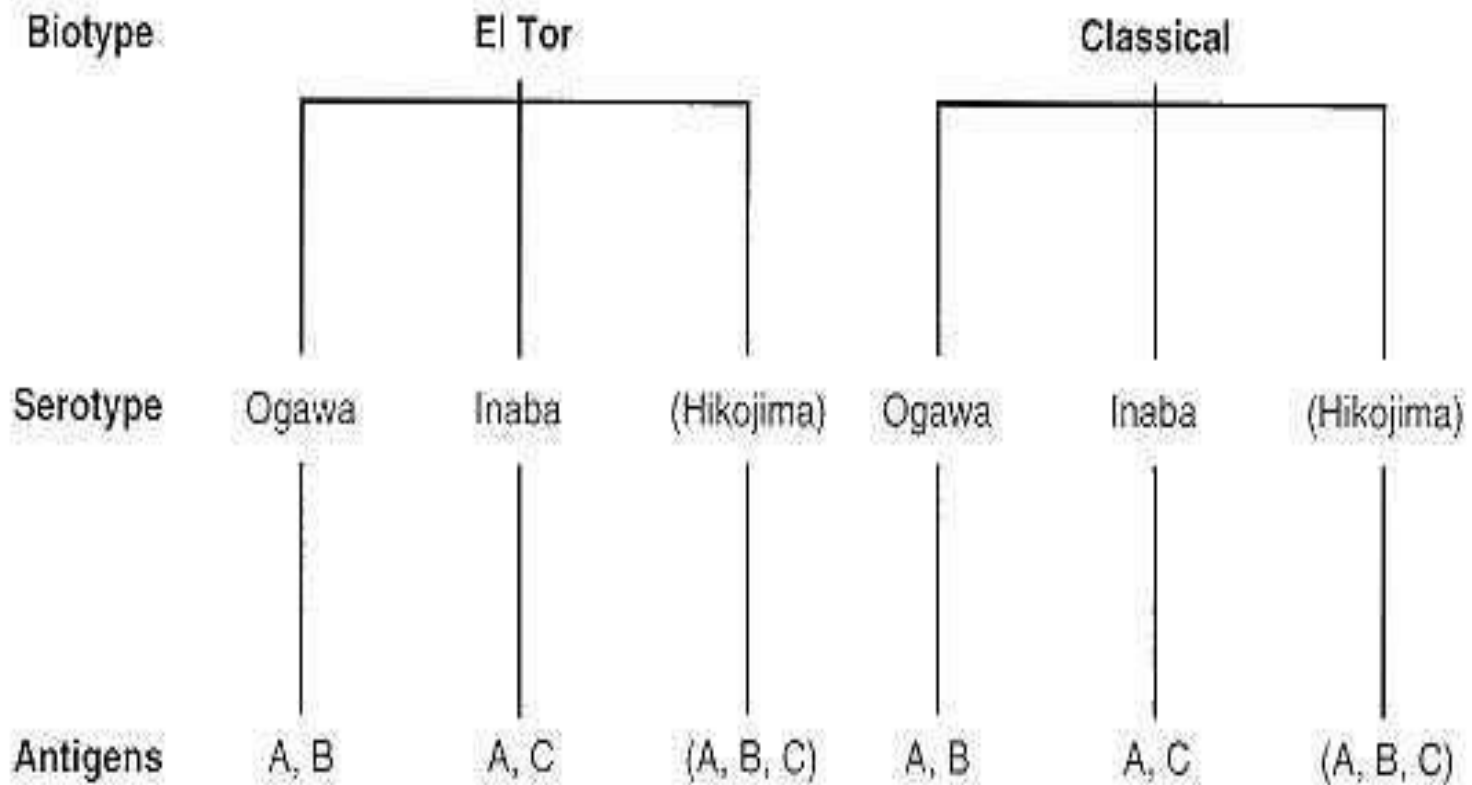 Biotype El Tor Classical
Serotype Ogawa Inaba (Hikojima) Ogawa Inaba (Hikojima)
Antigens A, B A, C (A, B, C) A, B A, C (A, B, C)